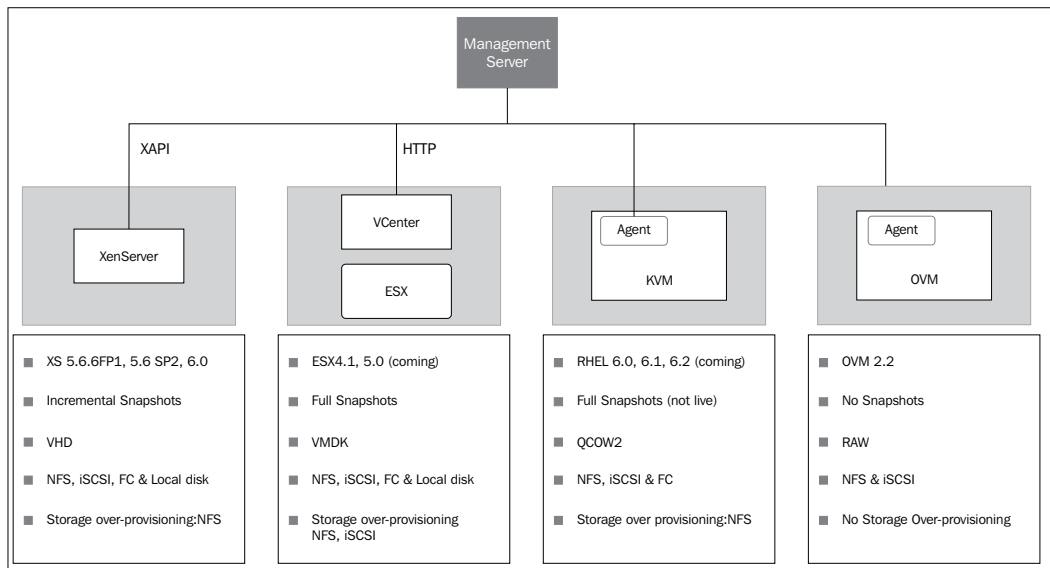 Management
Server
XAPI
HTTP
XenServer
VCenter
ESX
Agent
KVM
Agent
OVM
XS 5.6.6FP1, 5.6 SP2, 6.0
Incremental Snapshots
VHD
NFS, iSCSI, FC & Local disk
Storage over-provisioning:NFS
ESX4.1, 5.0 (coming)
Full Snapshots
VMDK
NFS, iSCSI, FC & Local disk
Storage over-provisioning
NFS, iSCSI
RHEL 6.0, 6.1, 6.2 (coming)
Full Snapshots (not live)
QCOW2
NFS, iSCSI & FC
Storage over provisioning:NFS
OVM 2.2
No Snapshots
RAW
NFS & iSCSI
No Storage Over-provisioning